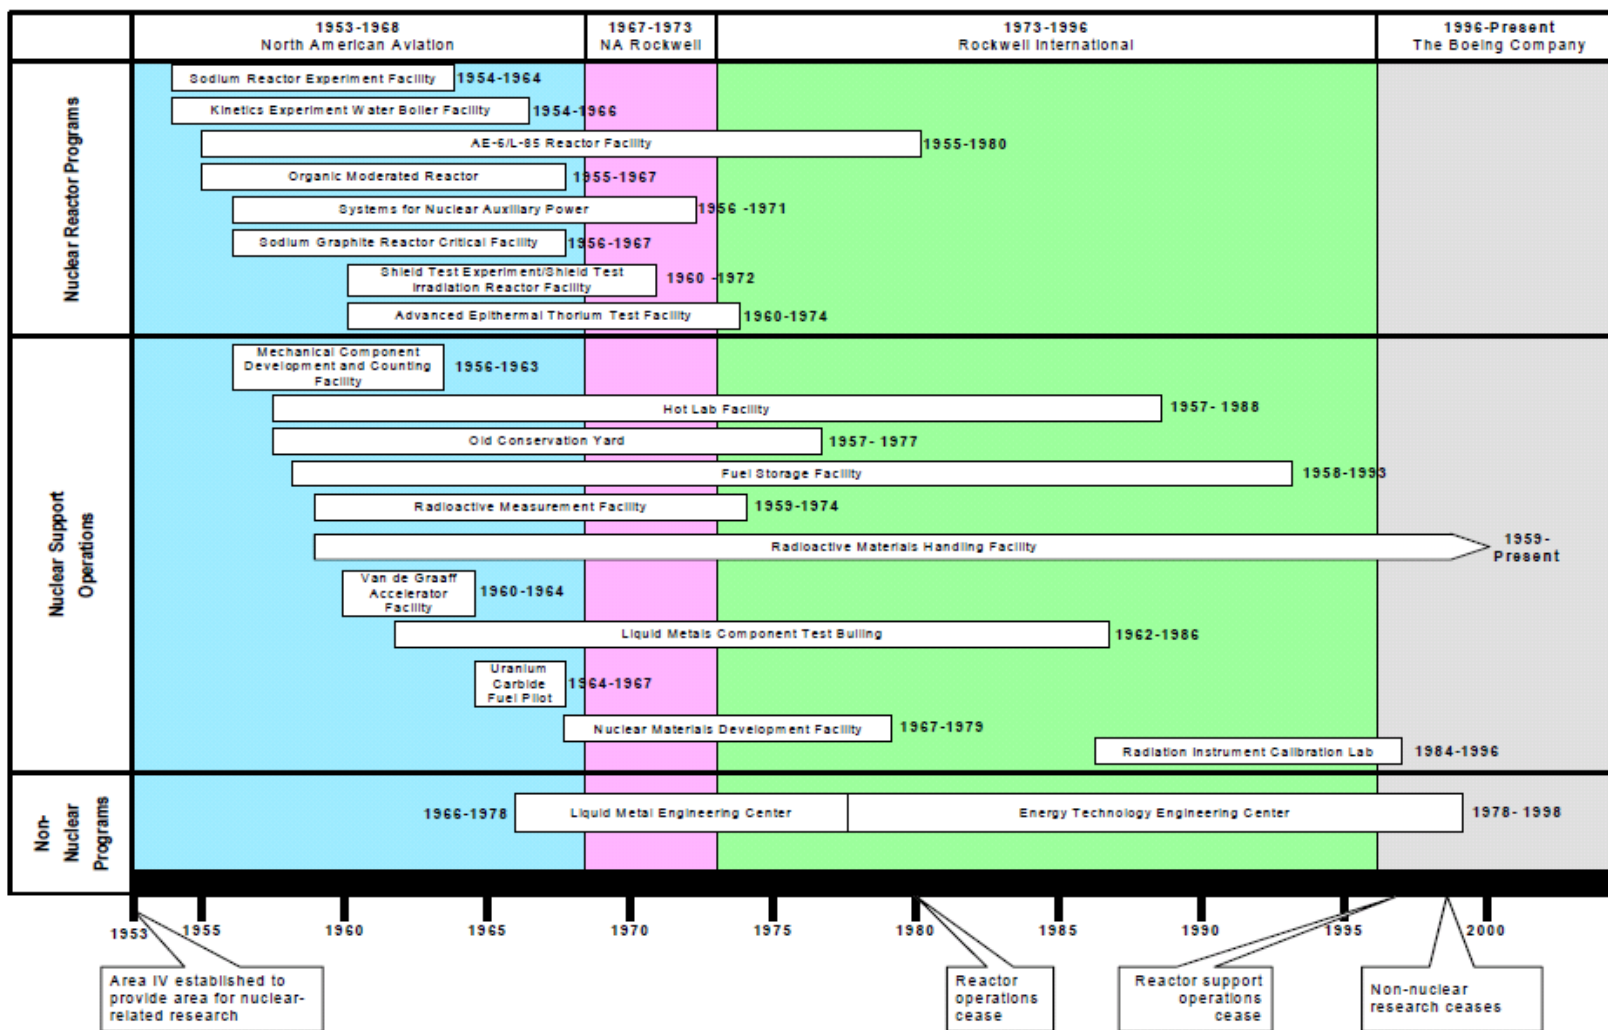 1953-1968
North American Aviation
1967-1973
NA Rockwell
1973-1996
Rockwell International
1996-Present
The Boeing Company
Nuclear Reactor Programs
Sodium Reactor Experiment Facility 1954-1964
Kinetics Experiment Water Boiler Facility 1954-1966
AE-6/L-85 Reactor Facility 1955-1980
Organic Moderated Reactor 1955-1967
Systems for Nuclear Auxiliary Power 1956 -1971
Sodium Graphite Reactor Critical Facility 1956-1967
Shield Test Experiment/Shield Test
Irradiation Reactor Facility
1960 -1972
Advanced Epithermal Thorium Test Facility 1960-1974
Nuclear Support
Operations
Mechanical Component
Development and Counting
Facility
1956-1963
Hot Lab Facility 1957- 1988
Old Conservation Yard 1957- 1977
Fuel Storage Facility 1958-1993
Radioactive Measurement Facility 1959-1974
Radioactive Materials Handling Facility
1959-
Present
Van de Graaff
Accelerator
Facility
1960-1964
Liquid Metals Component Test Builing 1962-1986
Uranium
Carbide
Fuel Pilot
1964-1967
Nuclear Materials Development Facility 1967-1979
Radiation Instrument Calibration Lab 1984-1996
Non-
Nuclear
Programs
1966-1978 Liquid Metal Engineering Center Energy Technology Engineering Center 1978- 1998
1953 1955 1960 1965 1970 1975 1980 1985 1990 1995 2000
Area IV established to
provide area for nuclear-
related research
Reactor
operations
cease
Reactor support
operations
cease
Non-nuclear
research ceases